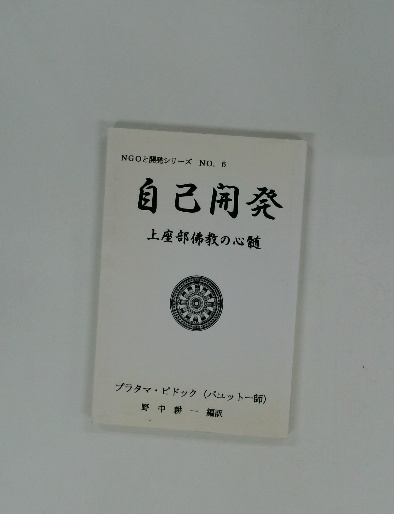 NGOと開発シリーズ NO. 6
自己開発
上座部佛教の心髄
プラタマ・ピドック（パユットー師）
野中耕一 編訳